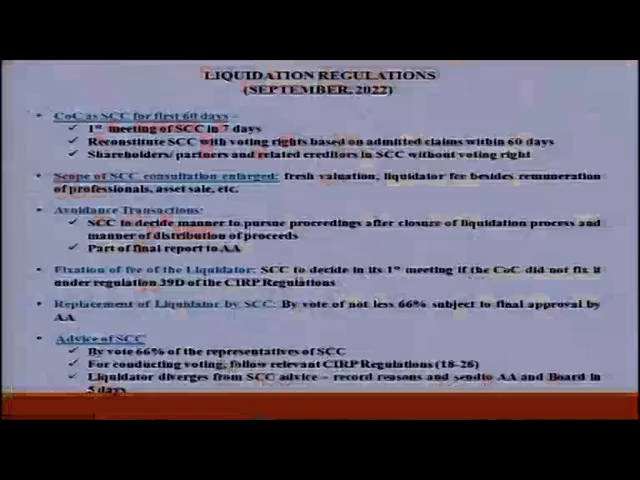 LIQUIDATION REGULATIONS
(SEPTEMBER, 2022)
• CoC as SCC for first 60 days –
✓ 1st meeting of SCC in 7 days
✓ Reconstitute SCC with voting rights based on admitted claims within 60 days
✓ Shareholders/ partners and related creditors in SCC without voting right
• Scope of SCC consultation enlarged: fresh valuation, liquidator fee besides remuneration
of professionals, asset sale, etc.
• Avoidance Transactions:
✓ SCC to decide manner to pursue proceedings after closure of liquidation process and
manner of distribution of proceeds
✓ Part of final report to AA
• Fixation of fee of the Liquidator: SCC to decide in its 1st meeting if the CoC did not fix it
under regulation 39D of the CIRP Regulations
• Replacement of Liquidator by SCC: By vote of not less 66% subject to final approval by
AA
• Advice of SCC
✓ By vote 66% of the representatives of SCC
✓ For conducting voting, follow relevant CIRP Regulations (18-26)
✓ Liquidator diverges from SCC advice – record reasons and sendto AA and Board in
5 days